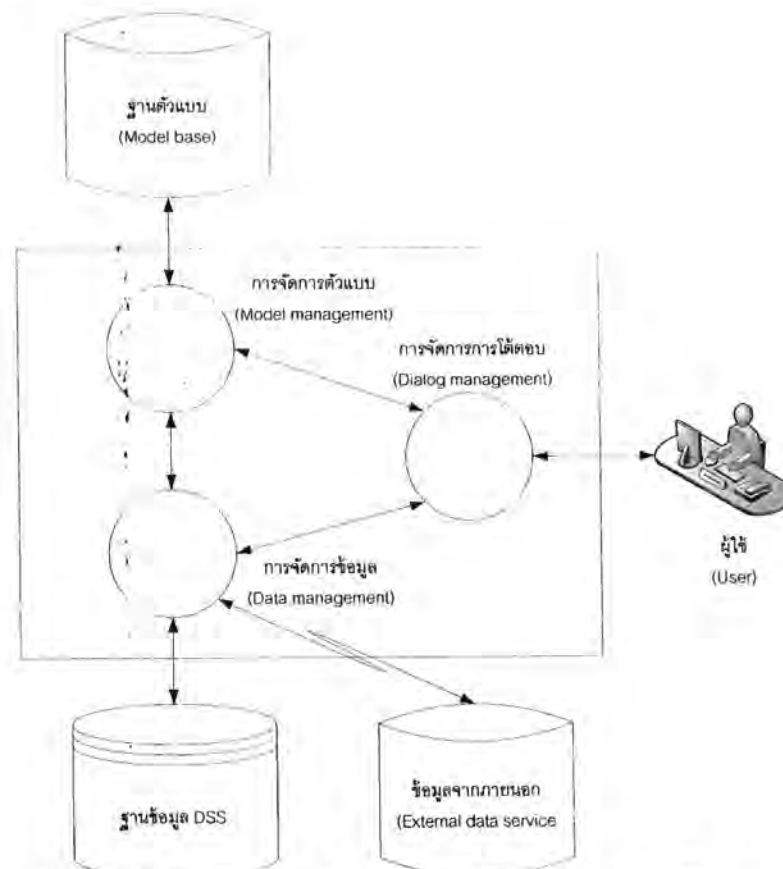 ฐานตัวแบบ
(Model base)
การจัดการตัวแบบ
(Model management)
การจัดการการโต้ตอบ
(Dialog management)
ผู้ใช้
(User)
การจัดการข้อมูล
(Data management)
ฐานข้อมูล DSS
ข้อมูลจากภายนอก
(External data service